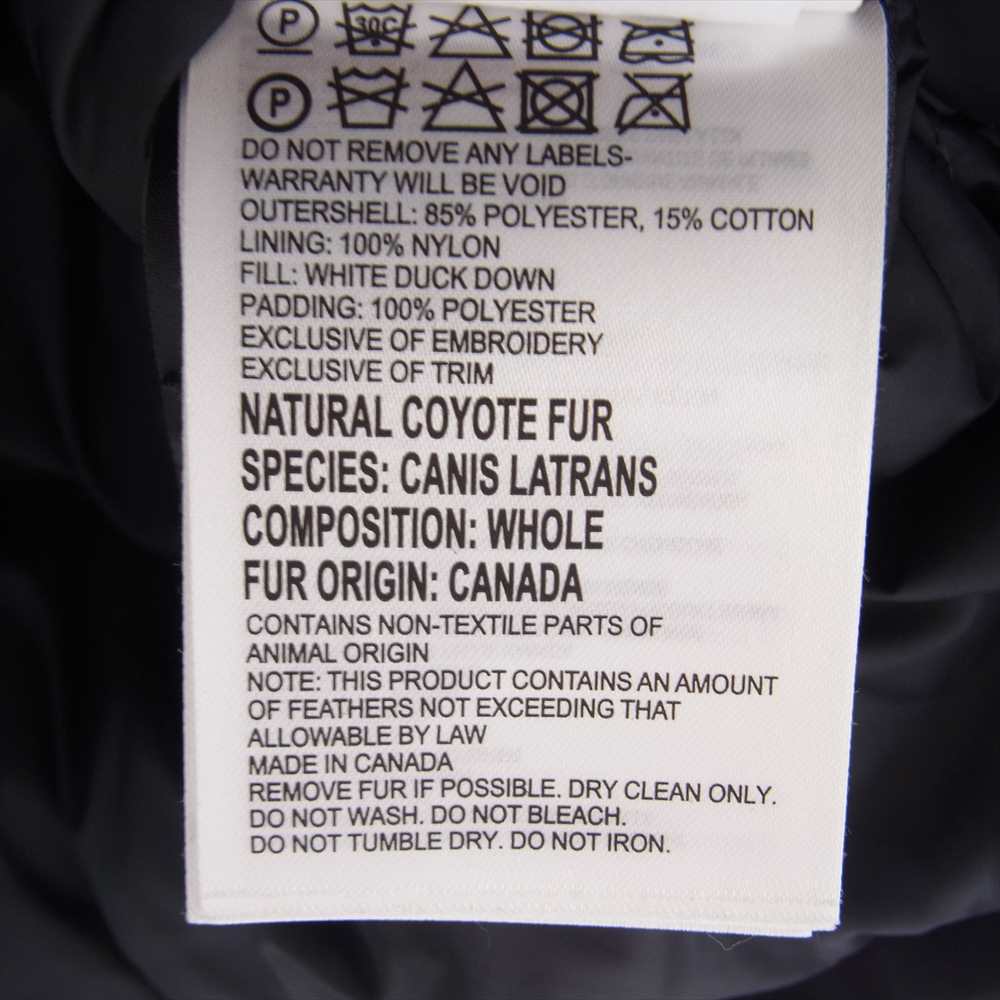 P 30C
P
DO NOT REMOVE ANY LABELS-
WARRANTY WILL BE VOID
OUTERSHELL: 85% POLYESTER, 15% COTTON
LINING: 100% NYLON
FILL: WHITE DUCK DOWN
PADDING: 100% POLYESTER
EXCLUSIVE OF EMBROIDERY
EXCLUSIVE OF TRIM
NATURAL COYOTE FUR
SPECIES: CANIS LATRANS
COMPOSITION: WHOLE
FUR ORIGIN: CANADA
CONTAINS NON-TEXTILE PARTS OF
ANIMAL ORIGIN
NOTE: THIS PRODUCT CONTAINS AN AMOUNT
OF FEATHERS NOT EXCEEDING THAT
ALLOWABLE BY LAW
MADE IN CANADA
REMOVE FUR IF POSSIBLE. DRY CLEAN ONLY.
DO NOT WASH. DO NOT BLEACH.
DO NOT TUMBLE DRY. DO NOT IRON.